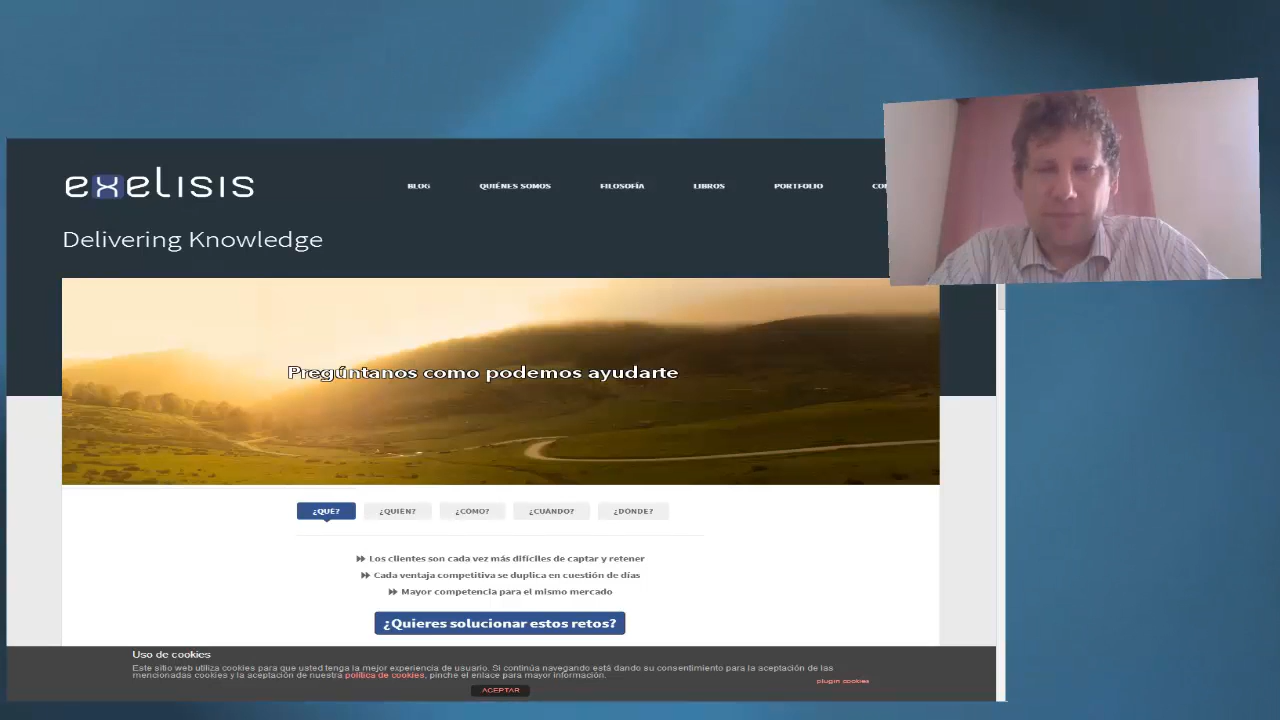 exelisis
BLOG QUIÉNES SOMOS FILOSOFÍA LIBROS PORTFOLIO
Delivering Knowledge
Pregúntanos como podemos ayudarte
¿QUÉ? ¿QUIÉN? ¿CÓMO? ¿CUÁNDO? ¿DÓNDE?
Los clientes son cada vez más difíciles de captar y retener
Cada ventaja competitiva se duplica en cuestión de días
Mayor competencia para el mismo mercado
¿Quieres solucionar estos retos?
Uso de cookies
Este sitio web utiliza cookies para que usted tenga la mejor experiencia de usuario. Si continúa navegando está dando su consentimiento para la aceptación de las
mencionadas cookies y la aceptación de nuestra política de cookies, pinche el enlace para mayor información.
plugin cookies
ACEPTAR